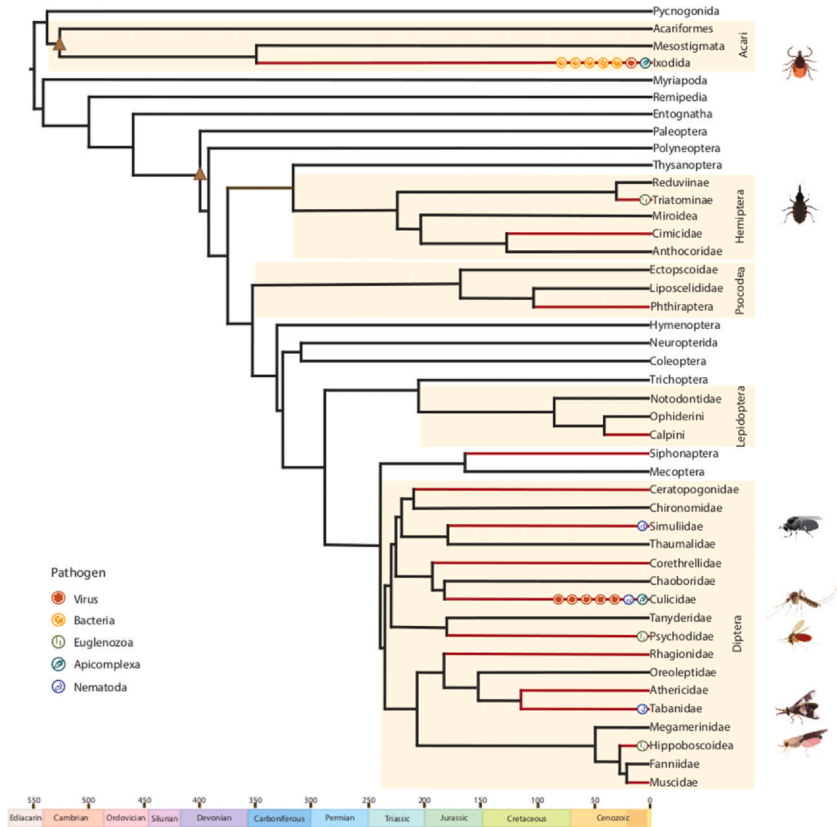 Pycnogonida
Acariformes
Mesostigmata
Ixodida
Acari
Myriapoda
Remipedia
Entognatha
Paleoptera
Polyneoptera
Thysanoptera
Reduviinae
Triatominae
Miroidea
Cimicidae
Anthocoridae
Hemiptera
Ectopscoidae
Liposcelididae
Phthiraptera
Psocodea
Hymenoptera
Neuropterida
Coleoptera
Trichoptera
Notodontidae
Ophiderini
Calpini
Lepidoptera
Siphonaptera
Mecoptera
Ceratopogonidae
Chironomidae
Simuliidae
Thaumalidae
Corethrellidae
Chaoboridae
Culicidae
Tanyderidae
Psychodidae
Rhagionidae
Oreoleptidae
Athericidae
Tabanidae
Megamerinidae
Hippoboscoidea
Fanniidae
Muscidae
Diptera
Pathogen
Virus
Bacteria
Euglenozoa
Apicomplexa
Nematoda
550 500 450 400 350 300 250 200 150 100 50 0
Ediacarin Cambrian Ordovician Silurian Devonian Carboniferous Permian Triassic Jurassic Cretaceous Cenozoic